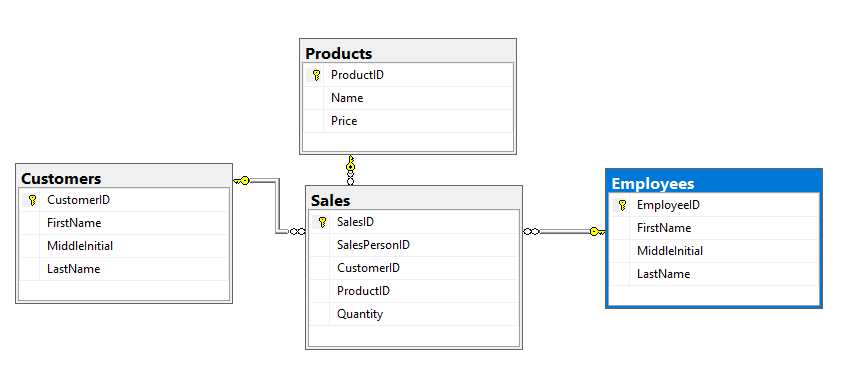 Products
ProductID
Name
Price
Customers
CustomerID
FirstName
MiddleInitial
LastName
Sales
SalesID
SalesPersonID
CustomerID
ProductID
Quantity
Employees
EmployeeID
FirstName
MiddleInitial
LastName